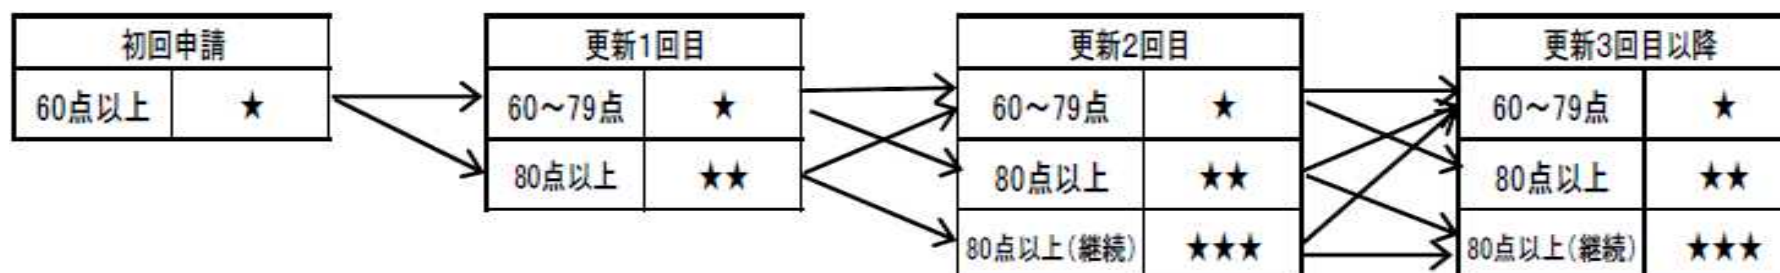 初回申請
60点以上 ★
更新1回目
60～79点 ★
80点以上 ★★
更新2回目
60～79点 ★
80点以上 ★★
80点以上(継続) ★★★
更新3回目以降
60～79点 ★
80点以上 ★★
80点以上(継続) ★★★